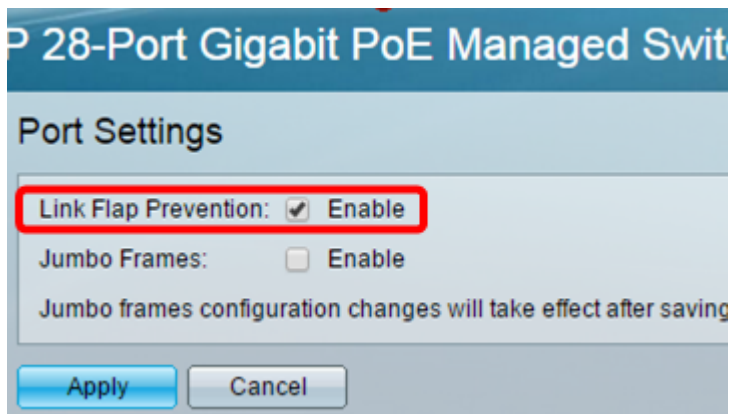 P 28-Port Gigabit PoE Managed
Port Settings
Link Flap Prevention: Enable
Jumbo Frames: Enable
Jumbo frames configuration changes will take effect after saving
Apply Cancel